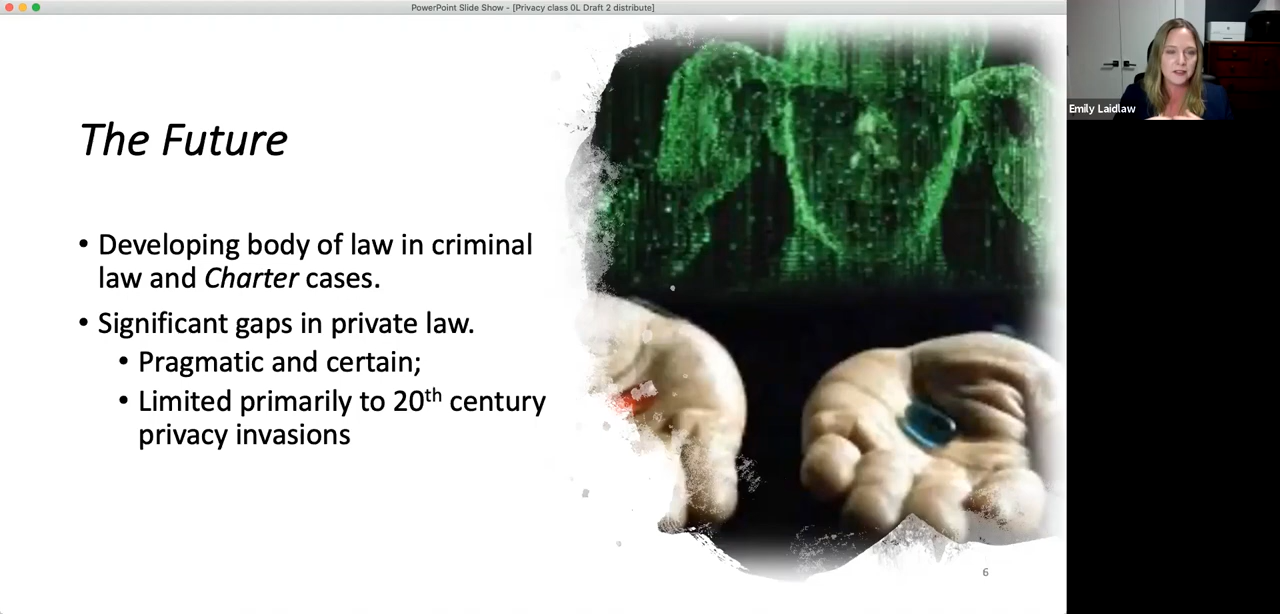 PowerPoint Slide Show - [Privacy class 0L Draft 2 distribute]
Emily Laidlaw
The Future
• Developing body of law in criminal
law and Charter cases.
• Significant gaps in private law.
• Pragmatic and certain;
• Limited primarily to 20th century
privacy invasions
6